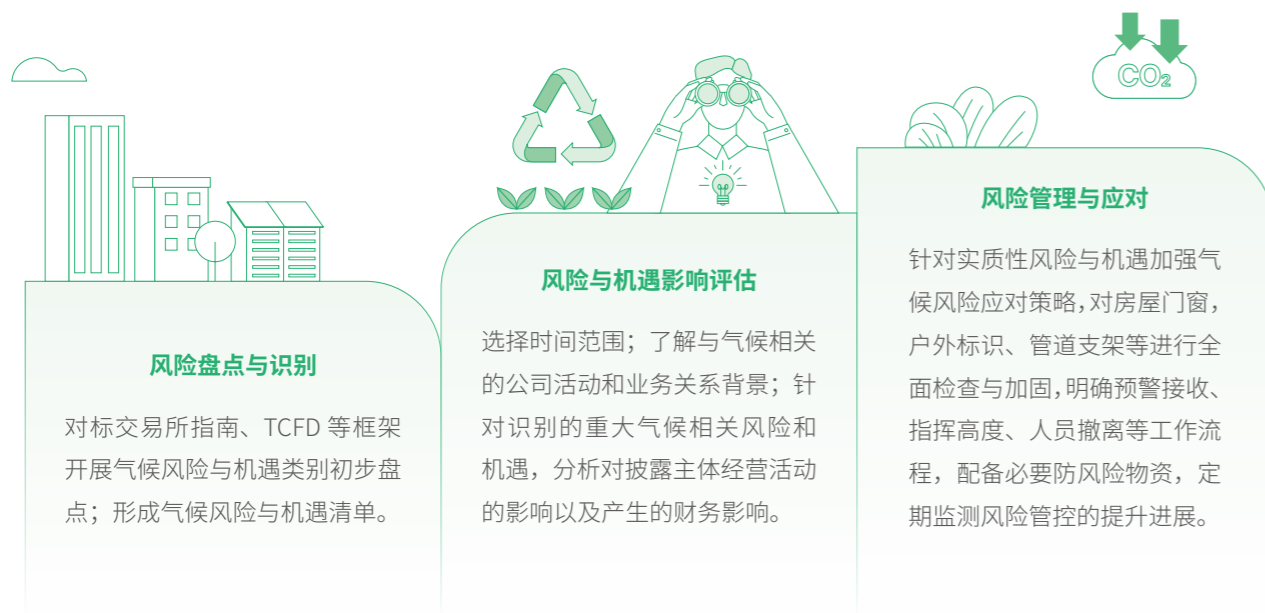 CO₂
风险盘点与识别
对标交易所指南、TCFD 等框架
开展气候风险与机遇类别初步盘
点；形成气候风险与机遇清单。
风险与机遇影响评估
选择时间范围；了解与气候相关
的公司活动和业务关系背景；针
对识别的重大气候相关风险和
机遇，分析对披露主体经营活动
的影响以及产生的财务影响。
风险管理与应对
针对实质性风险与机遇加强气
候风险应对策略，对房屋门窗，
户外标识、管道支架等进行全
面检查与加固，明确预警接收、
指挥高度、人员撤离等工作流
程，配备必要防风险物资，定
期监测风险管控的提升进展。